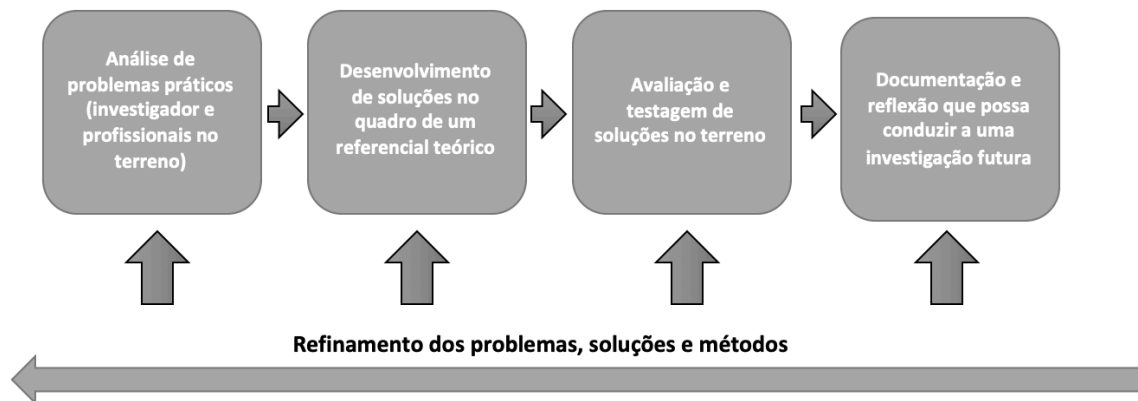 Análise de
problemas práticos
(investigador e
profissionais no
terreno)
Desenvolvimento
de soluções no
quadro de um
referencial teórico
Avaliação e
testagem de
soluções no terreno
Documentação e
reflexão que possa
conduzir a uma
investigação futura
Refinamento dos problemas, soluções e métodos